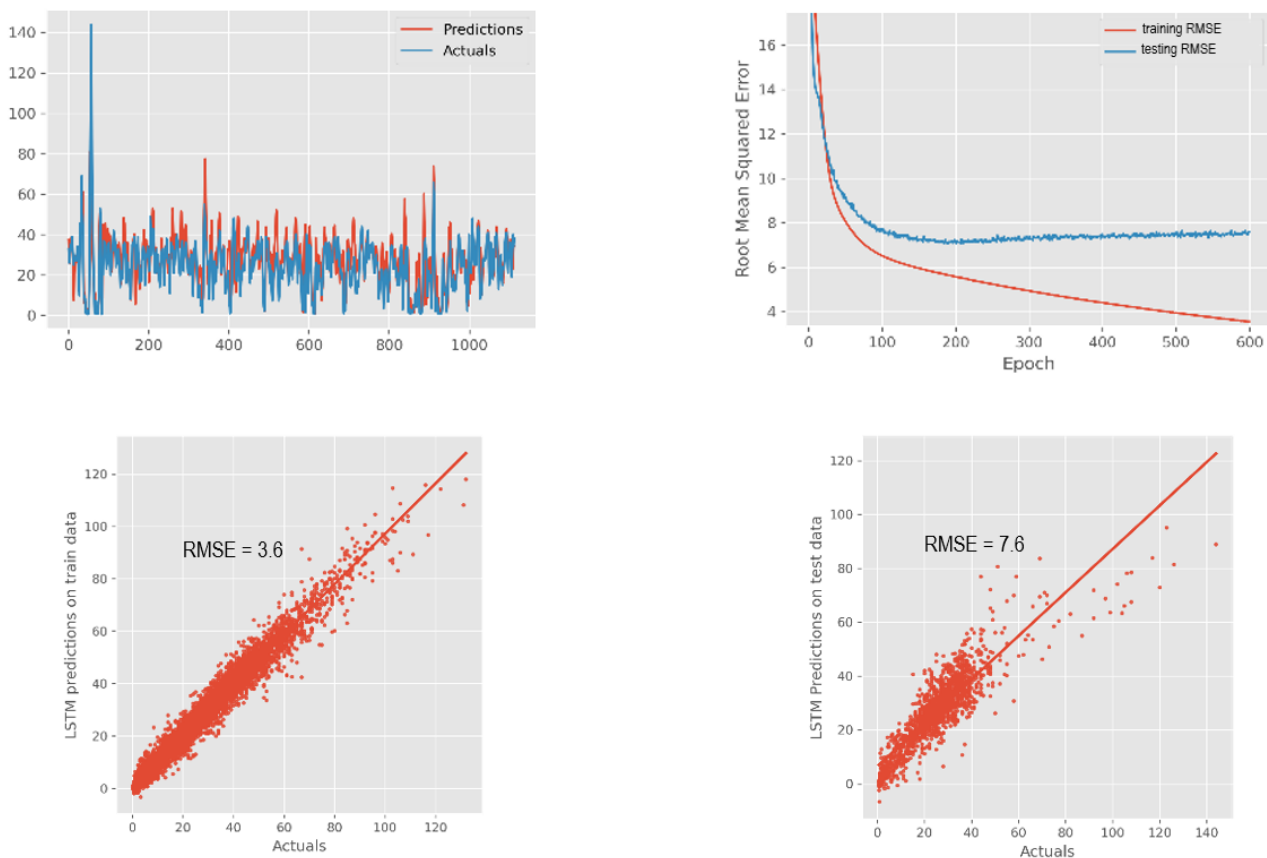 Predictions
Actuals
140
120
100
80
60
40
20
0
0 200 400 600 800 1000
training RMSE
testing RMSE
Root Mean Squared Error
16
14
12
10
8
6
4
0 100 200 300 400 500 600
Epoch
LSTM predictions on train data
RMSE = 3.6
120
100
80
60
40
20
0
0 20 40 60 80 100 120
Actuals
LSTM Predictions on test data
RMSE = 7.6
120
100
80
60
40
20
0
0 20 40 60 80 100 120 140
Actuals